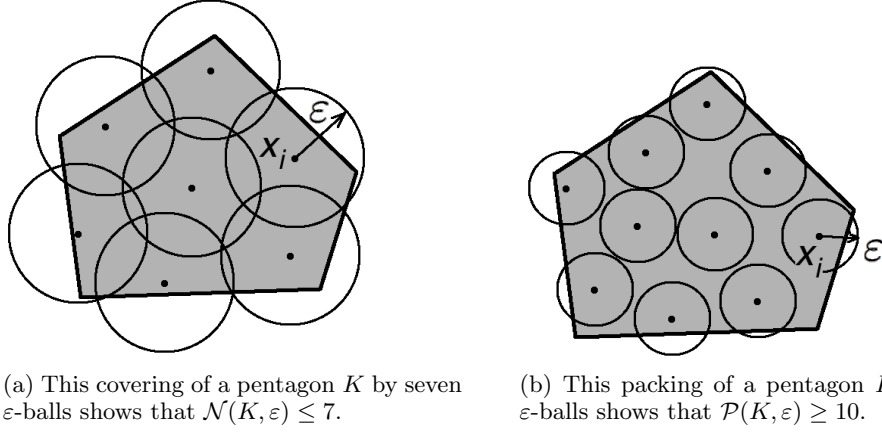 ε
x_i
x_i
ε
(a) This covering of a pentagon K by seven
ε-balls shows that 𝒩(K, ε) ≤ 7.
(b) This packing of a pentagon
ε-balls shows that 𝒫(K, ε) ≥ 10.